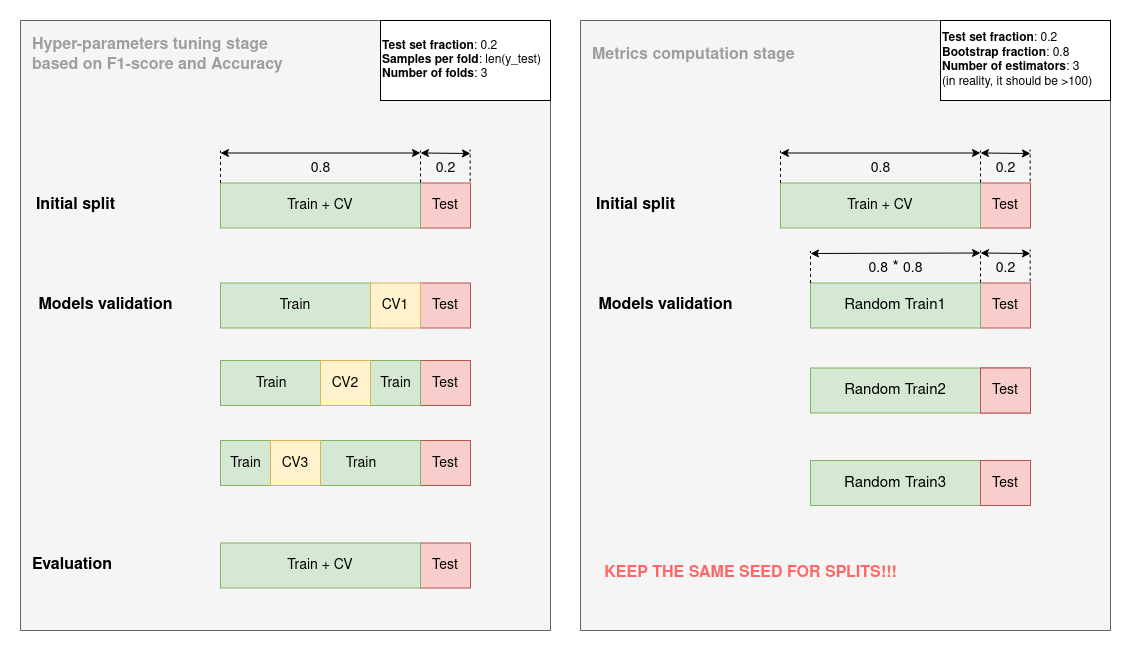 Hyper-parameters tuning stage
based on F1-score and Accuracy
Test set fraction: 0.2
Samples per fold: len(y_test)
Number of folds: 3
0.8
0.2
Initial split
Train + CV
Test
Models validation
Train
CV1
Test
Train
CV2
Train
Test
Train
CV3
Train
Test
Evaluation
Train + CV
Test
Metrics computation stage
Test set fraction: 0.2
Bootstrap fraction: 0.8
Number of estimators: 3
(in reality, it should be >100)
0.8
0.2
Initial split
Train + CV
Test
0.8 * 0.8
0.2
Models validation
Random Train1
Test
Random Train2
Test
Random Train3
Test
KEEP THE SAME SEED FOR SPLITS!!!